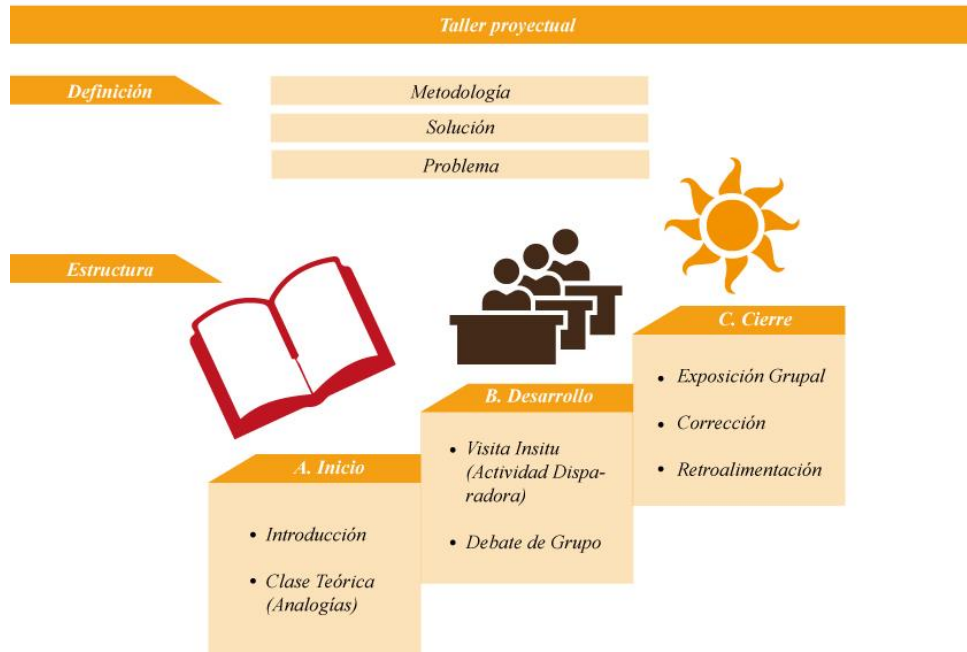 Taller proyectual
Definición
Metodología
Solución
Problema
Estructura
A. Inicio
• Introducción
• Clase Teórica
(Analogías)
B. Desarrollo
• Visita Insitu
(Actividad Dispa-
radora)
• Debate de Grupo
C. Cierre
• Exposición Grupal
• Corrección
• Retroalimentación